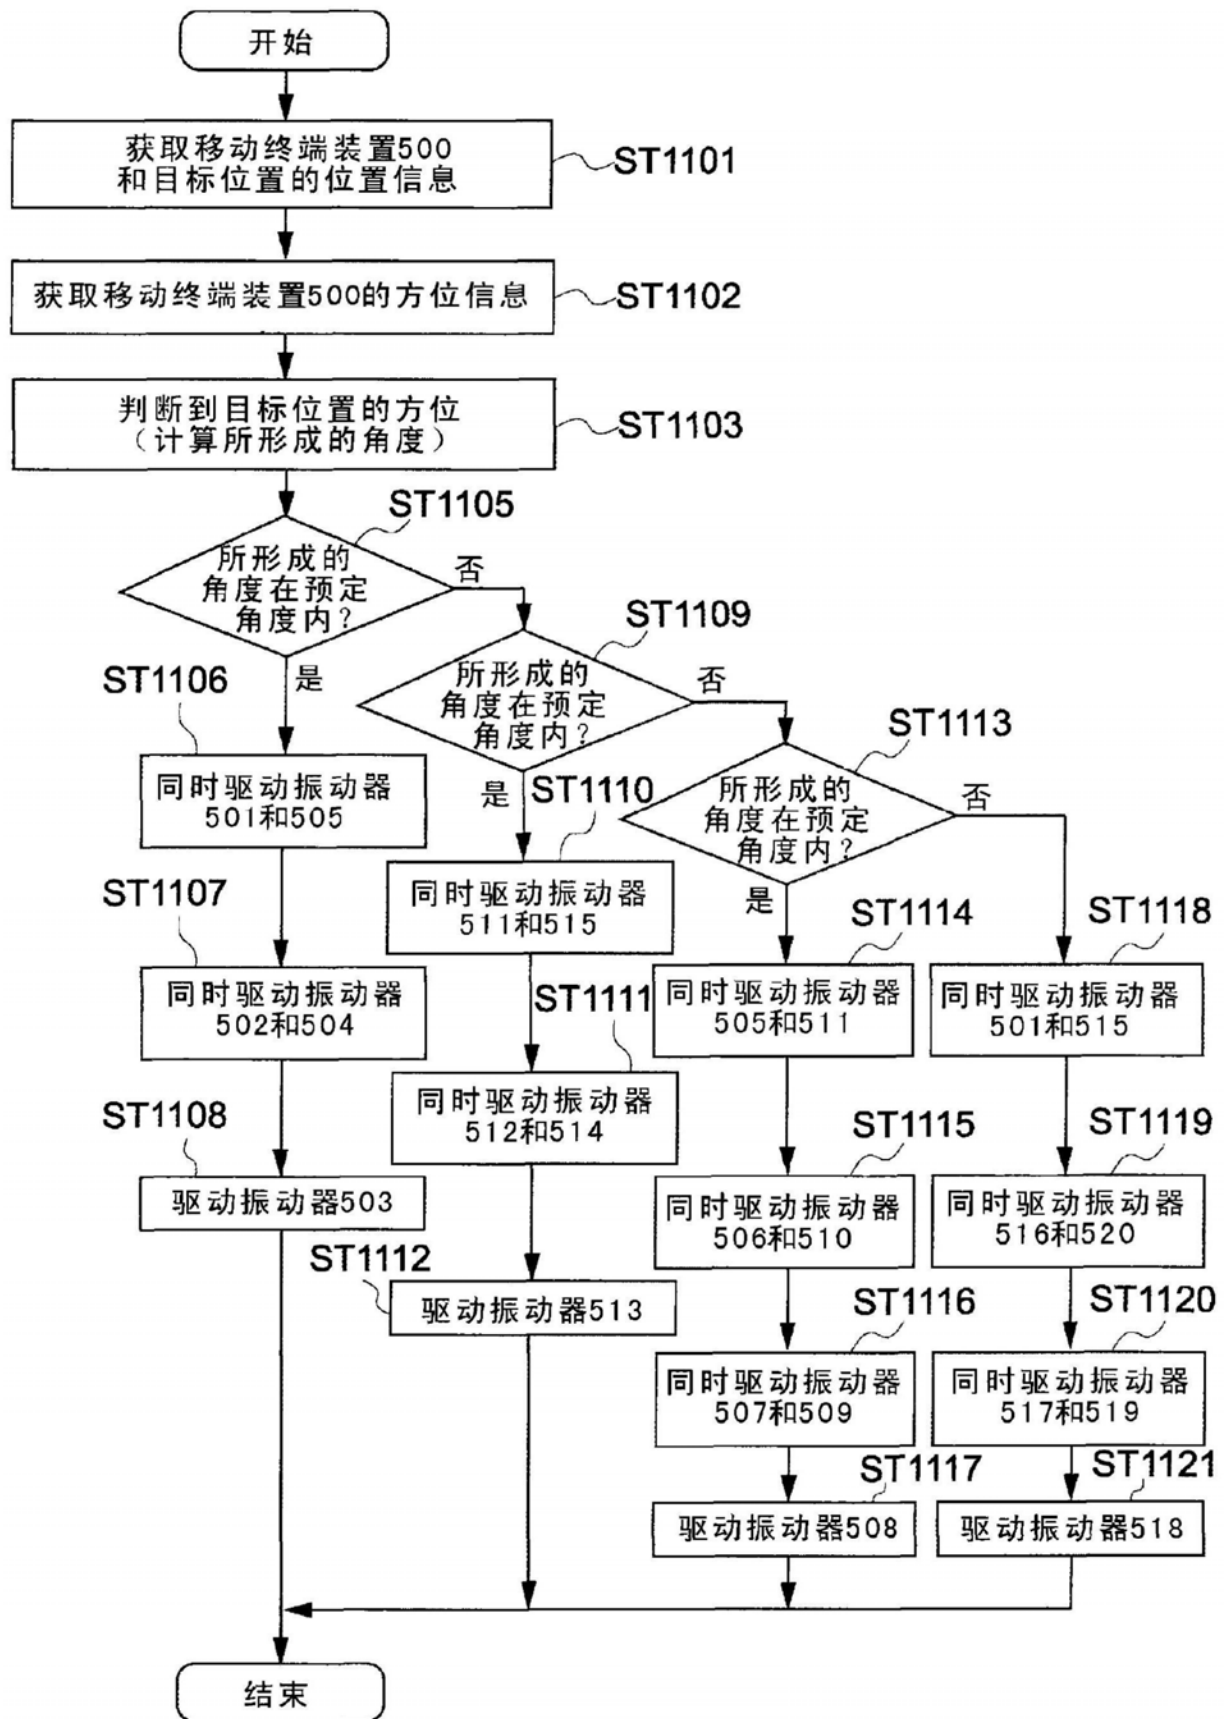 开始
获取移动终端装置500
和目标位置的位置信息
ST1101
获取移动终端装置500的方位信息
ST1102
判断到目标位置的方位
（计算所形成的角度）
ST1103
ST1105
所形成的
角度在预定
角度内？
否
是
ST1109
所形成的
角度在预定
角度内？
否
是
ST1113
所形成的
角度在预定
角度内？
否
是
ST1106
同时驱动振动器
501和505
ST1107
同时驱动振动器
502和504
ST1108
驱动振动器503
ST1110
同时驱动振动器
511和515
ST1111
同时驱动振动器
512和514
ST1112
驱动振动器513
ST1114
同时驱动振动器
505和511
ST1115
同时驱动振动器
506和510
ST1116
同时驱动振动器
507和509
ST1117
驱动振动器508
ST1118
同时驱动振动器
501和515
ST1119
同时驱动振动器
516和520
ST1120
同时驱动振动器
517和519
ST1121
驱动振动器518
结束